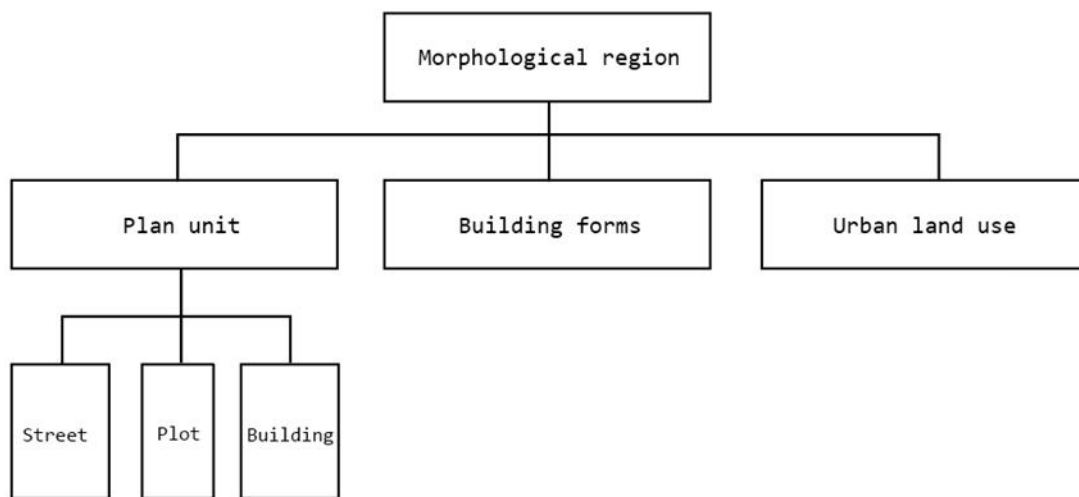 Morphological region
Plan unit
Building forms
Urban land use
Street
Plot
Building